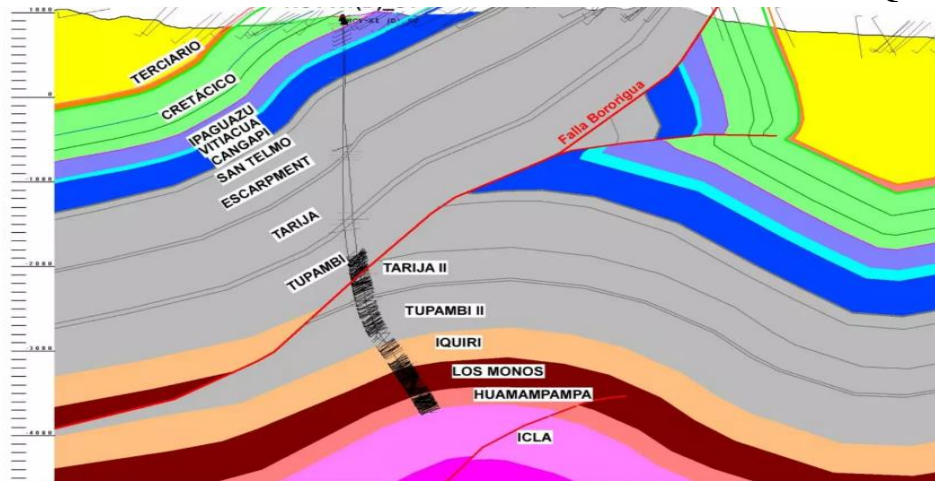 1000
0
-1000
-2000
-3000
-4000
TERCIARIO
CRETÁCICO
IPAGUAZU
VITIACUA
CANGAPI
SAN TELMO
ESCARPMENT
TARIJA
TUPAMBI
Falla Bororigua
TARIJA II
TUPAMBI II
IQUIRI
LOS MONOS
HUAMAMPAMPA
ICLA